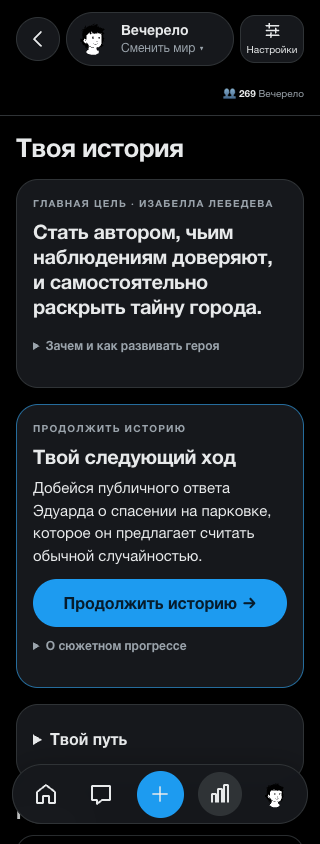 Вечерело
Сменить мир ▾
Настройки
👥 269 Вечерело
Твоя история
ГЛАВНАЯ ЦЕЛЬ · ИЗАБЕЛЛА ЛЕБЕДЕВА
Стать автором, чьим
наблюдениям доверяют,
и самостоятельно
раскрыть тайну города.
▶ Зачем и как развивать героя
ПРОДОЛЖИТЬ ИСТОРИЮ
Твой следующий ход
Добейся публичного ответа
Эдуарда о спасении на парковке,
которое он предлагает считать
обычной случайностью.
Продолжить историю →
▶ О сюжетном прогрессе
▶ Твой путь